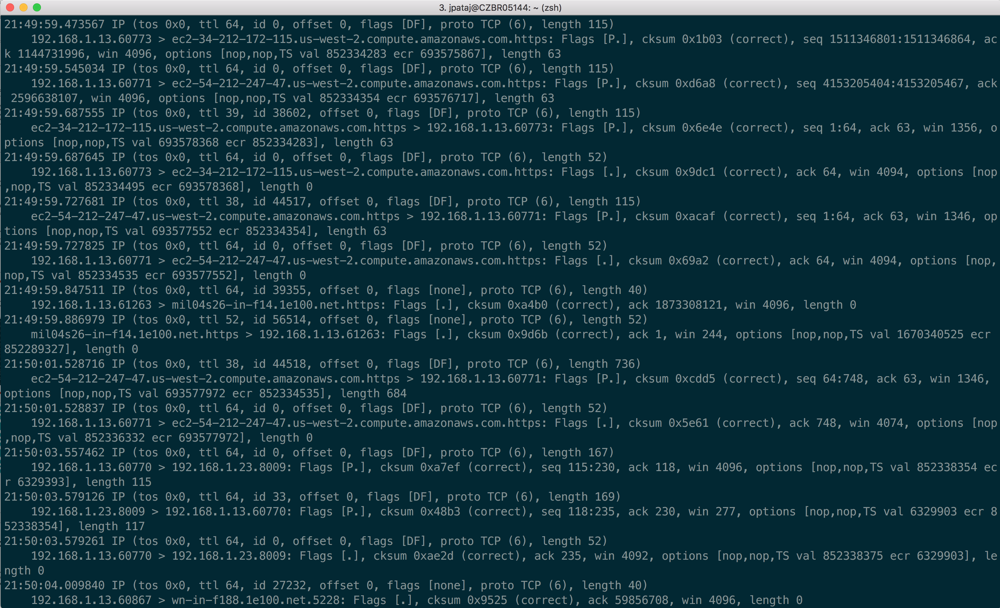 3. jpataj@CZBR05144: ~ (zsh)
21:49:59.473567 IP (tos 0x0, ttl 64, id 0, offset 0, flags [DF], proto TCP (6), length 115)
    192.168.1.13.60773 > ec2-34-212-172-115.us-west-2.compute.amazonaws.com.https: Flags [P.], cksum 0x1b03 (correct), seq 1511346801:1511346864, ac
k 1144731996, win 4096, options [nop,nop,TS val 852334283 ecr 693575867], length 63
21:49:59.545034 IP (tos 0x0, ttl 64, id 0, offset 0, flags [DF], proto TCP (6), length 115)
    192.168.1.13.60771 > ec2-54-212-247-47.us-west-2.compute.amazonaws.com.https: Flags [P.], cksum 0xd6a8 (correct), seq 4153205404:4153205467, ack
 2596638107, win 4096, options [nop,nop,TS val 852334354 ecr 693576717], length 63
21:49:59.687555 IP (tos 0x0, ttl 39, id 38602, offset 0, flags [DF], proto TCP (6), length 115)
    ec2-34-212-172-115.us-west-2.compute.amazonaws.com.https > 192.168.1.13.60773: Flags [P.], cksum 0x6e4e (correct), seq 1:64, ack 63, win 1356, o
ptions [nop,nop,TS val 693578368 ecr 852334283], length 63
21:49:59.687645 IP (tos 0x0, ttl 64, id 0, offset 0, flags [DF], proto TCP (6), length 52)
    192.168.1.13.60773 > ec2-34-212-172-115.us-west-2.compute.amazonaws.com.https: Flags [.], cksum 0x9dc1 (correct), ack 64, win 4094, options [nop
,nop,TS val 852334495 ecr 693578368], length 0
21:49:59.727681 IP (tos 0x0, ttl 38, id 44517, offset 0, flags [DF], proto TCP (6), length 115)
    ec2-54-212-247-47.us-west-2.compute.amazonaws.com.https > 192.168.1.13.60771: Flags [P.], cksum 0xacaf (correct), seq 1:64, ack 63, win 1346, op
tions [nop,nop,TS val 693577552 ecr 852334354], length 63
21:49:59.727825 IP (tos 0x0, ttl 64, id 0, offset 0, flags [DF], proto TCP (6), length 52)
    192.168.1.13.60771 > ec2-54-212-247-47.us-west-2.compute.amazonaws.com.https: Flags [.], cksum 0x69a2 (correct), ack 64, win 4094, options [nop,
nop,TS val 852334535 ecr 693577552], length 0
21:49:59.847511 IP (tos 0x0, ttl 64, id 39355, offset 0, flags [none], proto TCP (6), length 40)
    192.168.1.13.61263 > mil04s26-in-f14.1e100.net.https: Flags [.], cksum 0xa4b0 (correct), ack 1873308121, win 4096, length 0
21:49:59.886979 IP (tos 0x0, ttl 52, id 56514, offset 0, flags [none], proto TCP (6), length 52)
    mil04s26-in-f14.1e100.net.https > 192.168.1.13.61263: Flags [.], cksum 0x9d6b (correct), ack 1, win 244, options [nop,nop,TS val 1670340525 ecr
852289327], length 0
21:50:01.528716 IP (tos 0x0, ttl 38, id 44518, offset 0, flags [DF], proto TCP (6), length 736)
    ec2-54-212-247-47.us-west-2.compute.amazonaws.com.https > 192.168.1.13.60771: Flags [P.], cksum 0xcdd5 (correct), seq 64:748, ack 63, win 1346,
options [nop,nop,TS val 693577972 ecr 852334535], length 684
21:50:01.528837 IP (tos 0x0, ttl 64, id 0, offset 0, flags [DF], proto TCP (6), length 52)
    192.168.1.13.60771 > ec2-54-212-247-47.us-west-2.compute.amazonaws.com.https: Flags [.], cksum 0x5e61 (correct), ack 748, win 4074, options [nop
,nop,TS val 852336332 ecr 693577972], length 0
21:50:03.557462 IP (tos 0x0, ttl 64, id 0, offset 0, flags [DF], proto TCP (6), length 167)
    192.168.1.13.60770 > 192.168.1.23.8009: Flags [P.], cksum 0xa7ef (correct), seq 115:230, ack 118, win 4096, options [nop,nop,TS val 852338354 ec
r 6329393], length 115
21:50:03.579126 IP (tos 0x0, ttl 64, id 33, offset 0, flags [DF], proto TCP (6), length 169)
    192.168.1.23.8009 > 192.168.1.13.60770: Flags [P.], cksum 0x48b3 (correct), seq 118:235, ack 230, win 277, options [nop,nop,TS val 6329903 ecr 8
52338354], length 117
21:50:03.579261 IP (tos 0x0, ttl 64, id 0, offset 0, flags [DF], proto TCP (6), length 52)
    192.168.1.13.60770 > 192.168.1.23.8009: Flags [.], cksum 0xae2d (correct), ack 235, win 4092, options [nop,nop,TS val 852338375 ecr 6329903], le
ngth 0
21:50:04.009840 IP (tos 0x0, ttl 64, id 27232, offset 0, flags [none], proto TCP (6), length 40)
    192.168.1.13.60867 > wn-in-f188.1e100.net.5228: Flags [.], cksum 0x9525 (correct), ack 59856708, win 4096, length 0